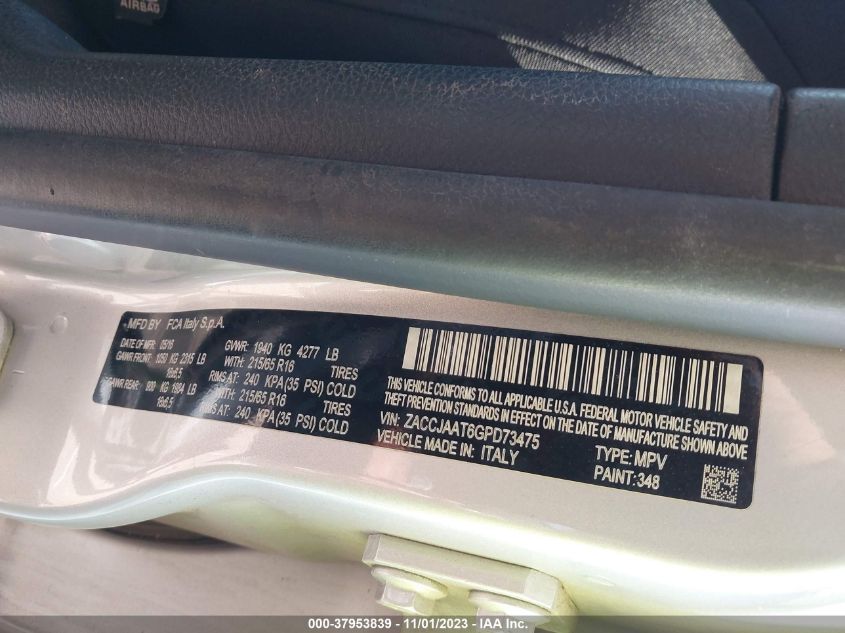 AIRBAG
MFD BY FCA Italy S.p.A.
DATE OF MFR 05/16 GVWR: 1940 KG 4277 LB
GAWR FRONT: 1050 KG 2315 LB WITH: 215/65 R16 TIRES
16x6,5 RIMS AT: 240 KPA(35 PSI) COLD
GAWR REAR: KG LB WITH: 215/65 R16 TIRES
16x6,5 RIMS AT: 240 KPA(35 PSI) COLD
THIS VEHICLE CONFORMS TO ALL APPLICABLE U.S.A. FEDERAL MOTOR VEHICLE SAFETY AND
THEFT PREVENTION STANDARDS IN EFFECT ON THE DATE OF MANUFACTURE SHOWN ABOVE
VIN: ZACCJAAT6GPD73475 TYPE: MPV
VEHICLE MADE IN: ITALY PAINT: 348
000-37953839 - 11/01/2023 - IAA Inc.